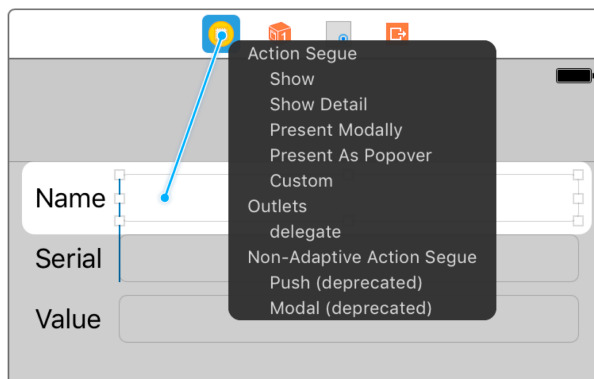 Action Segue
Show
Show Detail
Present Modally
Present As Popover
Custom
Outlets
delegate
Non-Adaptive Action Segue
Push (deprecated)
Modal (deprecated)
Name
Serial
Value